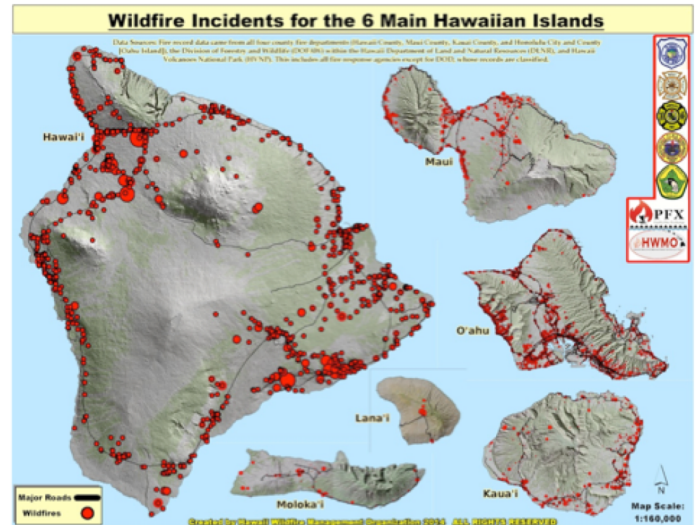 Wildfire Incidents for the 6 Main Hawaiian Islands
Data Sources: Fire record data came from all four county fire departments (Hawaii County, Maui County, Kauai County, and Honolulu City and County
[Oahu Island]), the Division of Forestry and Wildlife (DOFAW) within the Hawaii Department of Land and Natural Resources (DLNR), and Hawaii
Volcanoes National Park (HVNP). This includes all fire response agencies except for DOD, whose records are classified.
Hawai'i
Maui
PFX
HWMO
O'ahu
Lana'i
Moloka'i
Kaua'i
N
Major Roads
Wildfires
Map Scale:
1:160,000
Created by Hawaii Wildfire Management Organization 2014. ALL RIGHTS RESERVED